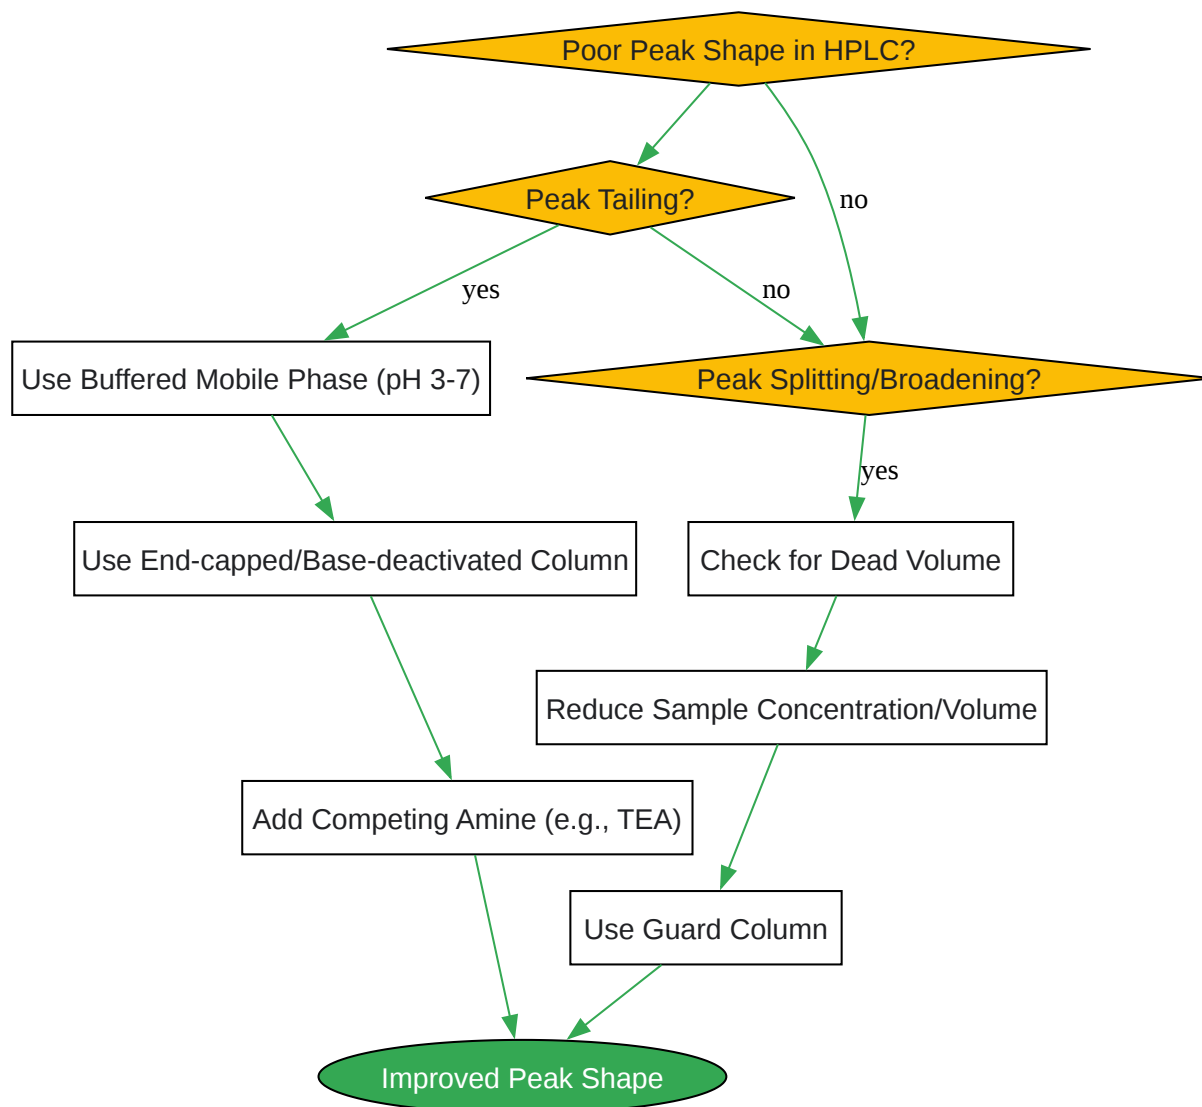 Poor Peak Shape in HPLC?
Peak Tailing?
no
yes
no
Use Buffered Mobile Phase (pH 3-7)
Peak Splitting/Broadening?
yes
Use End-capped/Base-deactivated Column
Check for Dead Volume
Reduce Sample Concentration/Volume
Add Competing Amine (e.g., TEA)
Use Guard Column
Improved Peak Shape